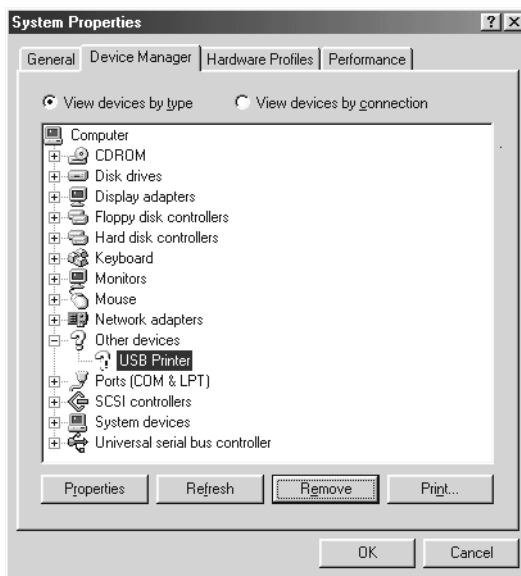 System Properties
General Device Manager Hardware Profiles Performance
View devices by type View devices by connection
Computer
CDROM
Disk drives
Display adapters
Floppy disk controllers
Hard disk controllers
Keyboard
Monitors
Mouse
Network adapters
Other devices
USB Printer
Ports (COM & LPT)
SCSI controllers
System devices
Universal serial bus controller
Properties Refresh Remove Print...
OK Cancel